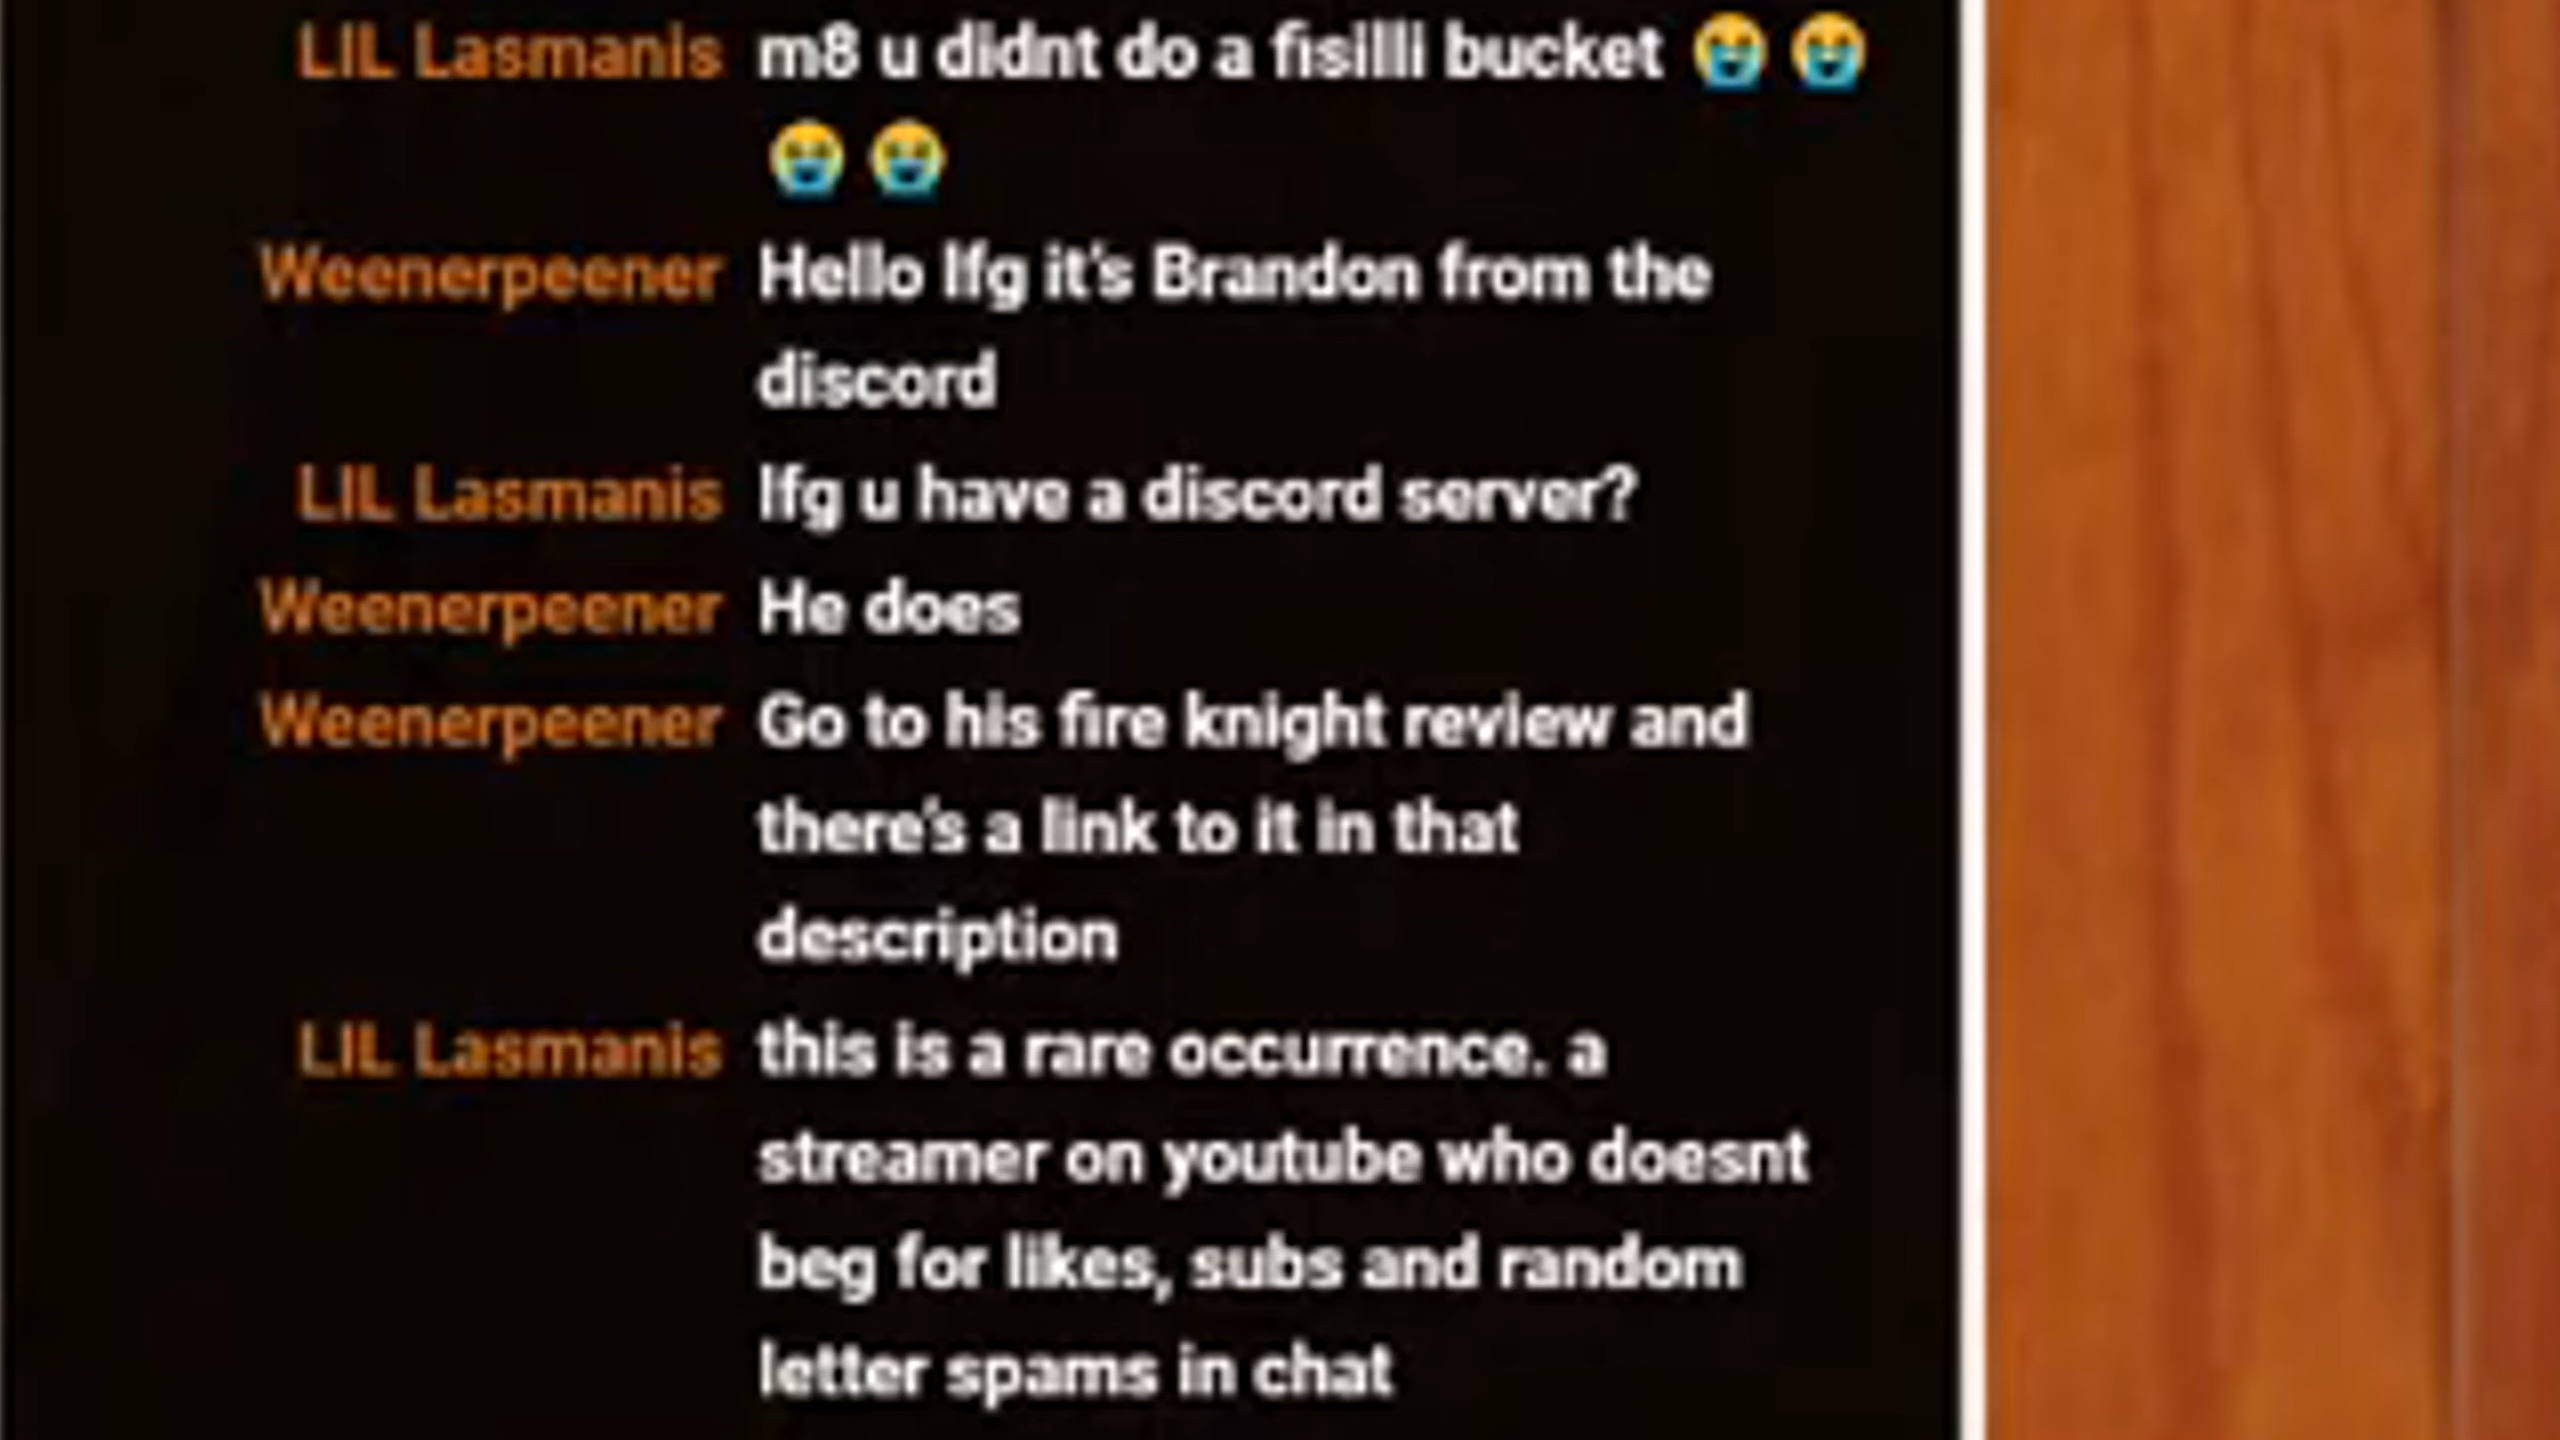 LIL Lasmanis m8 u didnt do a fisilli bucket 😭 😭
😭 😭
Weenerpeener Hello lfg it's Brandon from the
discord
LIL Lasmanis lfg u have a discord server?
Weenerpeener He does
Weenerpeener Go to his fire knight review and
there's a link to it in that
description
LIL Lasmanis this is a rare occurrence. a
streamer on youtube who doesnt
beg for likes, subs and random
letter spams in chat